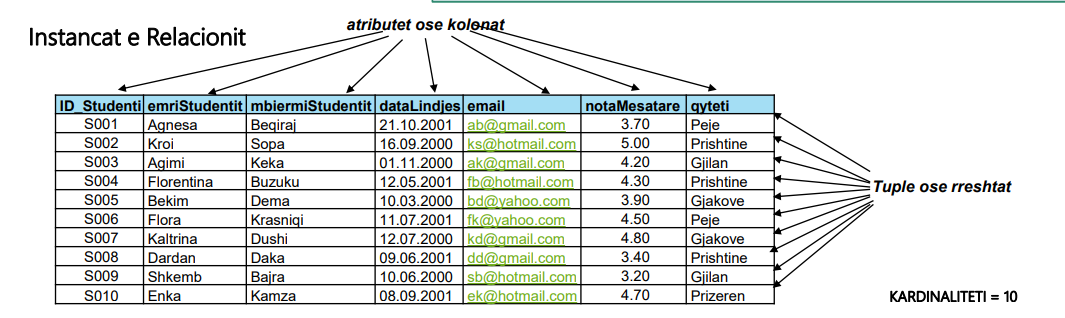 atributet ose kolonat
Instancat e Relacionit
ID_Studenti emriStudentit mbiermiStudentit dataLindjes email notaMesatare qyteti
S001 Agnesa Beqiraj 21.10.2001 ab@gmail.com 3.70 Peje
S002 Kroi Sopa 16.09.2000 ks@hotmail.com 5.00 Prishtine
S003 Agimi Keka 01.11.2000 ak@gmail.com 4.20 Gjilan
S004 Florentina Buzuku 12.05.2001 fb@hotmail.com 4.30 Prishtine
S005 Bekim Dema 10.03.2000 bd@yahoo.com 3.90 Gjakove
S006 Flora Krasniqi 11.07.2001 fk@yahoo.com 4.50 Peje
S007 Kaltrina Dushi 12.07.2000 kd@gmail.com 4.80 Gjakove
S008 Dardan Daka 09.06.2001 dd@gmail.com 3.40 Prishtine
S009 Shkemb Bajra 10.06.2000 sb@hotmail.com 3.20 Gjilan
S010 Enka Kamza 08.09.2001 ek@hotmail.com 4.70 Prizeren
Tuple ose rreshtat
KARDINALITETI = 10